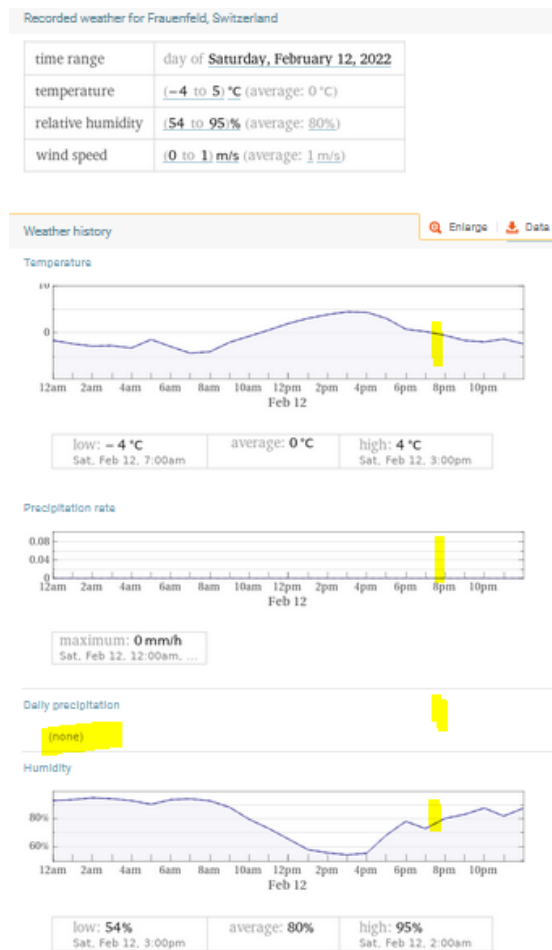 Recorded weather for Frauenfeld, Switzerland
time range day of Saturday, February 12, 2022
temperature (−4 to 5) °C (average: 0 °C)
relative humidity (54 to 95)% (average: 80%)
wind speed (0 to 1) m/s (average: 1 m/s)
Weather history Enlarge Data
Temperature
10
0
12am 2am 4am 6am 8am 10am 12pm 2pm 4pm 6pm 8pm 10pm
Feb 12
low: −4 °C average: 0 °C high: 4 °C
Sat, Feb 12, 7:00am Sat, Feb 12, 3:00pm
Precipitation rate
0.08
0.04
0
12am 2am 4am 6am 8am 10am 12pm 2pm 4pm 6pm 8pm 10pm
Feb 12
maximum: 0 mm/h
Sat, Feb 12, 12:00am, ...
Daily precipitation
(none)
Humidity
80%
60%
12am 2am 4am 6am 8am 10am 12pm 2pm 4pm 6pm 8pm 10pm
Feb 12
low: 54% average: 80% high: 95%
Sat, Feb 12, 3:00pm Sat, Feb 12, 2:00am